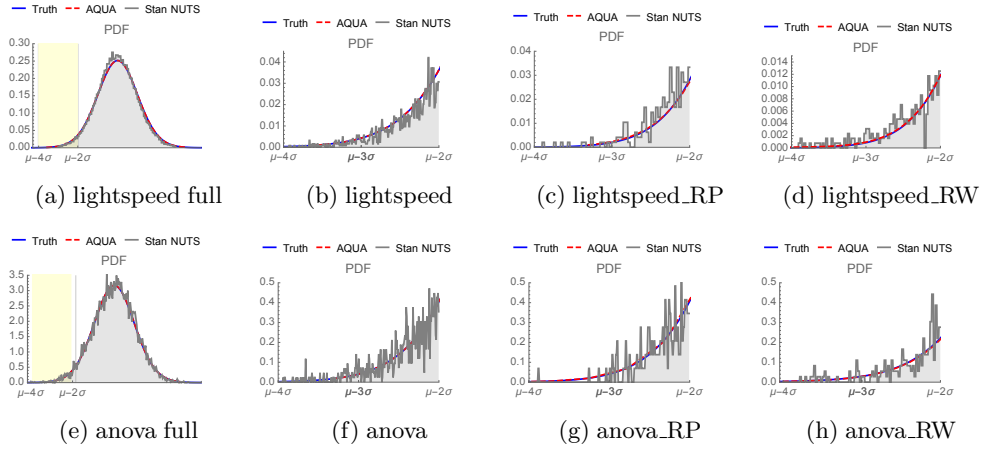 Truth AQUA Stan NUTS
PDF
0.30
0.25
0.20
0.15
0.10
0.05
0.00
μ-4σ μ-2σ
(a) lightspeed full
Truth AQUA Stan NUTS
PDF
0.04
0.03
0.02
0.01
0.00
μ-4σ μ-3σ μ-2σ
(b) lightspeed
Truth AQUA Stan NUTS
PDF
0.04
0.03
0.02
0.01
0.00
μ-4σ μ-3σ μ-2σ
(c) lightspeed_RP
Truth AQUA Stan NUTS
PDF
0.014
0.012
0.010
0.008
0.006
0.004
0.002
0.000
μ-4σ μ-3σ μ-2σ
(d) lightspeed_RW
Truth AQUA Stan NUTS
PDF
3.5
3.0
2.5
2.0
1.5
1.0
0.5
0.0
μ-4σ μ-2σ
(e) anova full
Truth AQUA Stan NUTS
PDF
0.5
0.4
0.3
0.2
0.1
0.0
μ-4σ μ-3σ μ-2σ
(f) anova
Truth AQUA Stan NUTS
PDF
0.5
0.4
0.3
0.2
0.1
0.0
μ-4σ μ-3σ μ-2σ
(g) anova_RP
Truth AQUA Stan NUTS
PDF
0.5
0.4
0.3
0.2
0.1
0.0
μ-4σ μ-3σ μ-2σ
(h) anova_RW